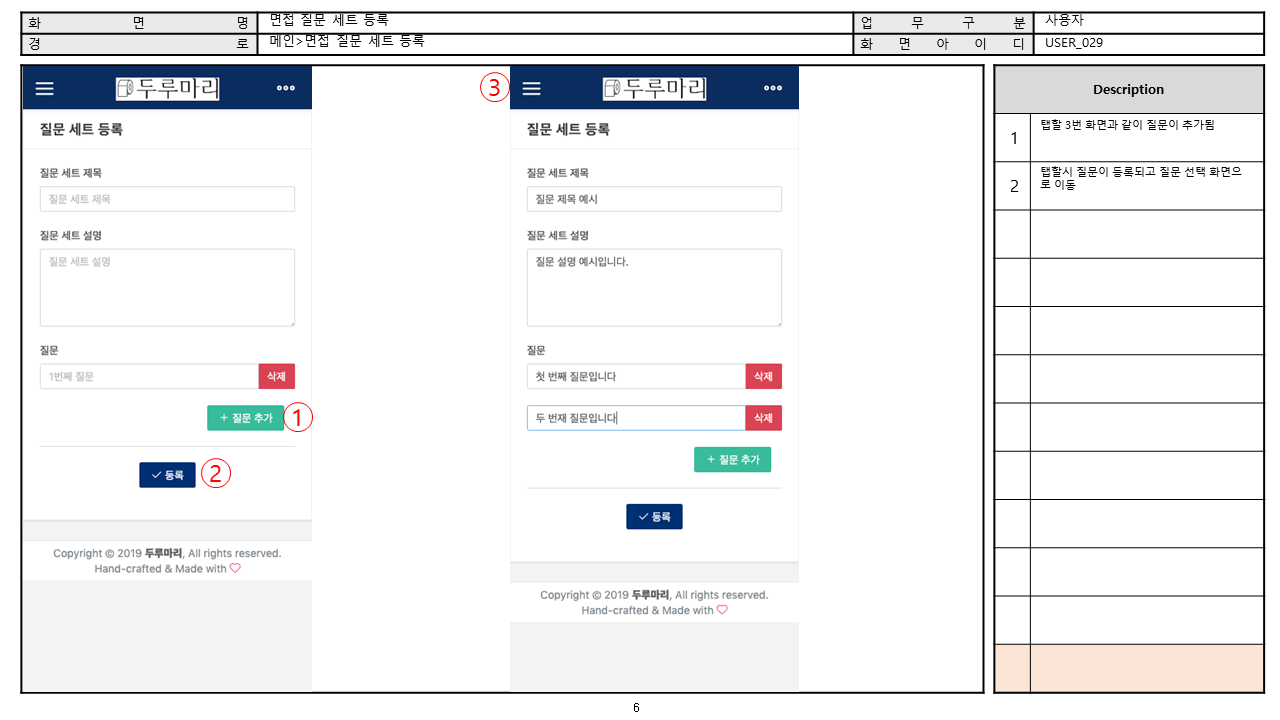 화 면 명 면접 질문 세트 등록 업 무 구 분 사용자
경 로 메인>면접 질문 세트 등록 화 면 아 이 디 USER_029
두루마리
질문 세트 등록
질문 세트 제목
질문 세트 제목
질문 세트 설명
질문 세트 설명
질문
1번째 질문 삭제
+ 질문 추가 1
등록 2
Copyright © 2019 두루마리, All rights reserved.
Hand-crafted & Made with
3 두루마리
질문 세트 등록
질문 세트 제목
질문 제목 예시
질문 세트 설명
질문 설명 예시입니다.
질문
첫 번째 질문입니다 삭제
두 번재 질문입니다 삭제
+ 질문 추가
등록
Copyright © 2019 두루마리, All rights reserved.
Hand-crafted & Made with
Description
1 탭할 3번 화면과 같이 질문이 추가됨
2 탭할시 질문이 등록되고 질문 선택 화면으
로 이동
6